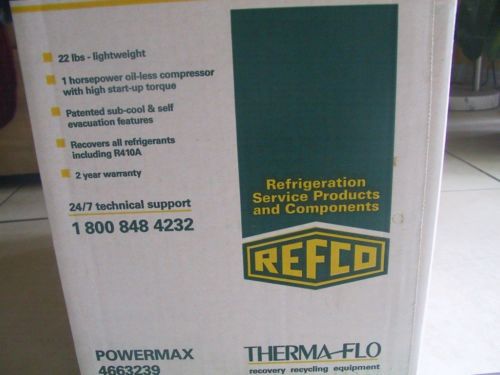 22 lbs - lightweight
1 horsepower oil-less compressor
with high start-up torque
Patented sub-cool & self
evacuation features
Recovers all refrigerants
including R410A
2 year warranty
24/7 technical support
1 800 848 4232
Refrigeration
Service Products
and Components
REFCO
POWERMAX
4663239
THERMA-FLO
recovery recycling equipment